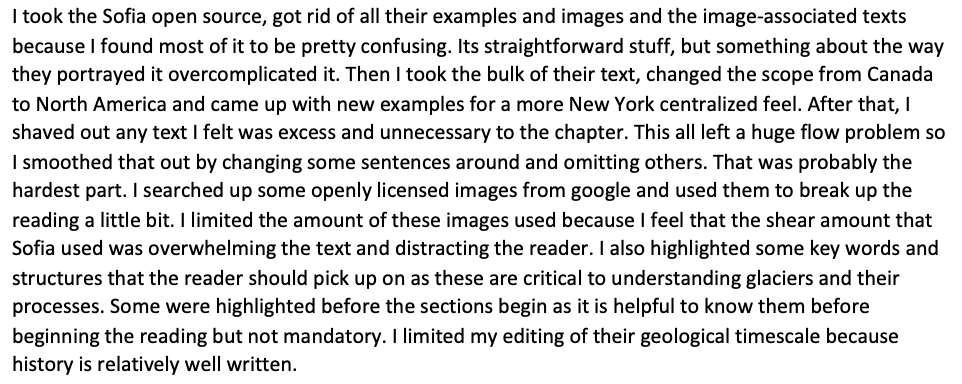 I took the Sofia open source, got rid of all their examples and images and the image-associated texts
because I found most of it to be pretty confusing. Its straightforward stuff, but something about the way
they portrayed it overcomplicated it. Then I took the bulk of their text, changed the scope from Canada
to North America and came up with new examples for a more New York centralized feel. After that, I
shaved out any text I felt was excess and unnecessary to the chapter. This all left a huge flow problem so
I smoothed that out by changing some sentences around and omitting others. That was probably the
hardest part. I searched up some openly licensed images from google and used them to break up the
reading a little bit. I limited the amount of these images used because I feel that the shear amount that
Sofia used was overwhelming the text and distracting the reader. I also highlighted some key words and
structures that the reader should pick up on as these are critical to understanding glaciers and their
processes. Some were highlighted before the sections begin as it is helpful to know them before
beginning the reading but not mandatory. I limited my editing of their geological timescale because
history is relatively well written.